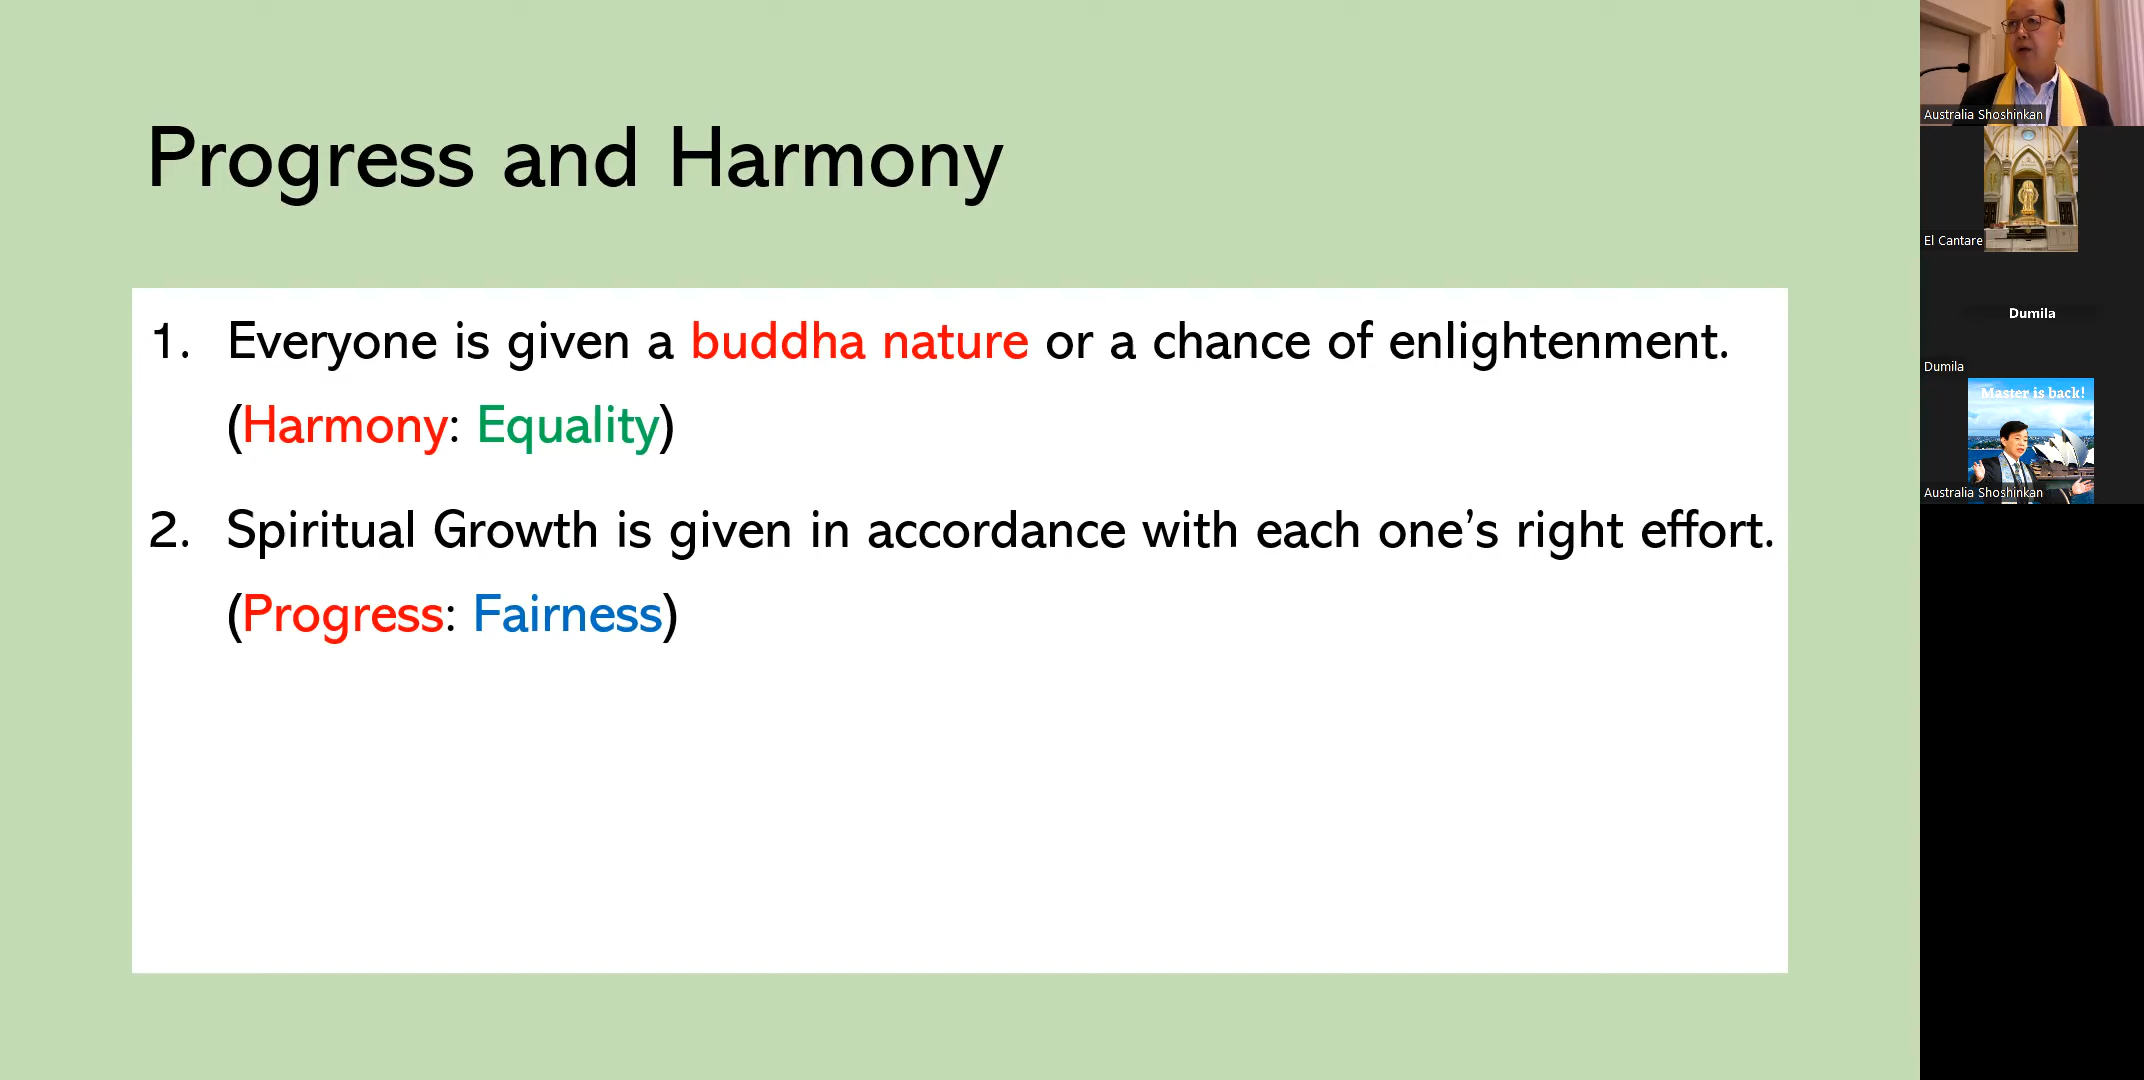 Progress and Harmony
1. Everyone is given a buddha nature or a chance of enlightenment.
(Harmony: Equality)
2. Spiritual Growth is given in accordance with each one’s right effort.
(Progress: Fairness)
Australia Shoshinkan
El Cantare
Dumila
Dumila
Master is back!
Australia Shoshinkan